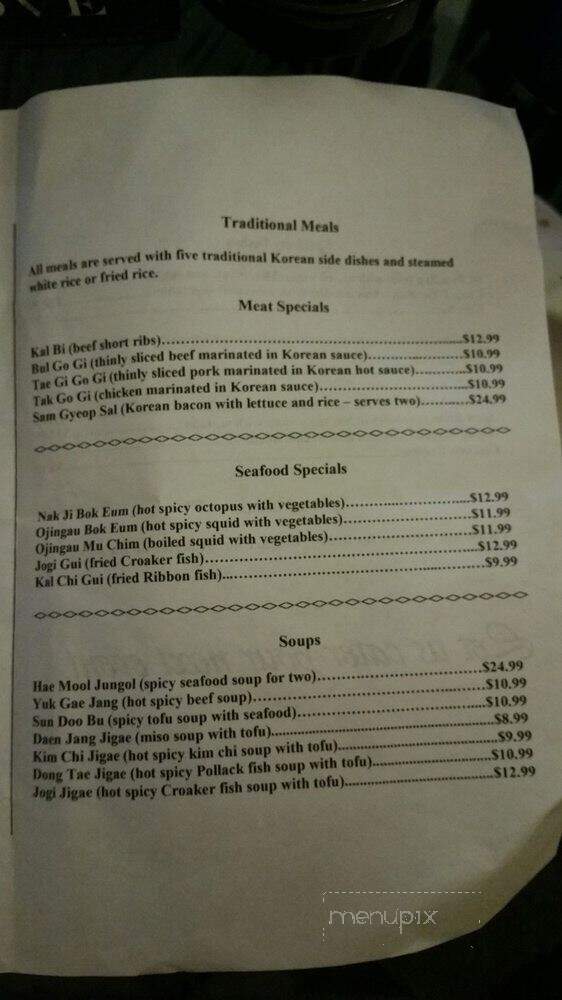 Traditional Meals
All meals are served with five traditional Korean side dishes and steamed
white rice or fried rice.
Meat Specials
Kal Bi (beef short ribs)..........$12.99
Bul Go Gi (thinly sliced beef marinated in Korean sauce)..........$10.99
Tae Gi Go Gi (thinly sliced pork marinated in Korean hot sauce)..........$10.99
Tak Go Gi (chicken marinated in Korean sauce)..........$10.99
Sam Gyeop Sal (Korean bacon with lettuce and rice – serves two)..........$24.99
Seafood Specials
Nak Ji Bok Eum (hot spicy octopus with vegetables)..........$12.99
Ojingau Bok Eum (hot spicy squid with vegetables)..........$11.99
Ojingau Mu Chim (boiled squid with vegetables)..........$11.99
Jogi Gui (fried Croaker fish)..........$12.99
Kal Chi Gui (fried Ribbon fish)..........$9.99
Soups
Hae Mool Jungol (spicy seafood soup for two)..........$24.99
Yuk Gae Jang (hot spicy beef soup)..........$10.99
Sun Doo Bu (spicy tofu soup with seafood)..........$10.99
Daen Jang Jigae (miso soup with tofu)..........$8.99
Kim Chi Jigae (hot spicy kim chi soup with tofu)..........$9.99
Dong Tae Jigae (hot spicy Pollack fish soup with tofu)..........$10.99
Jogi Jigae (hot spicy Croaker fish soup with tofu)..........$12.99
menupix